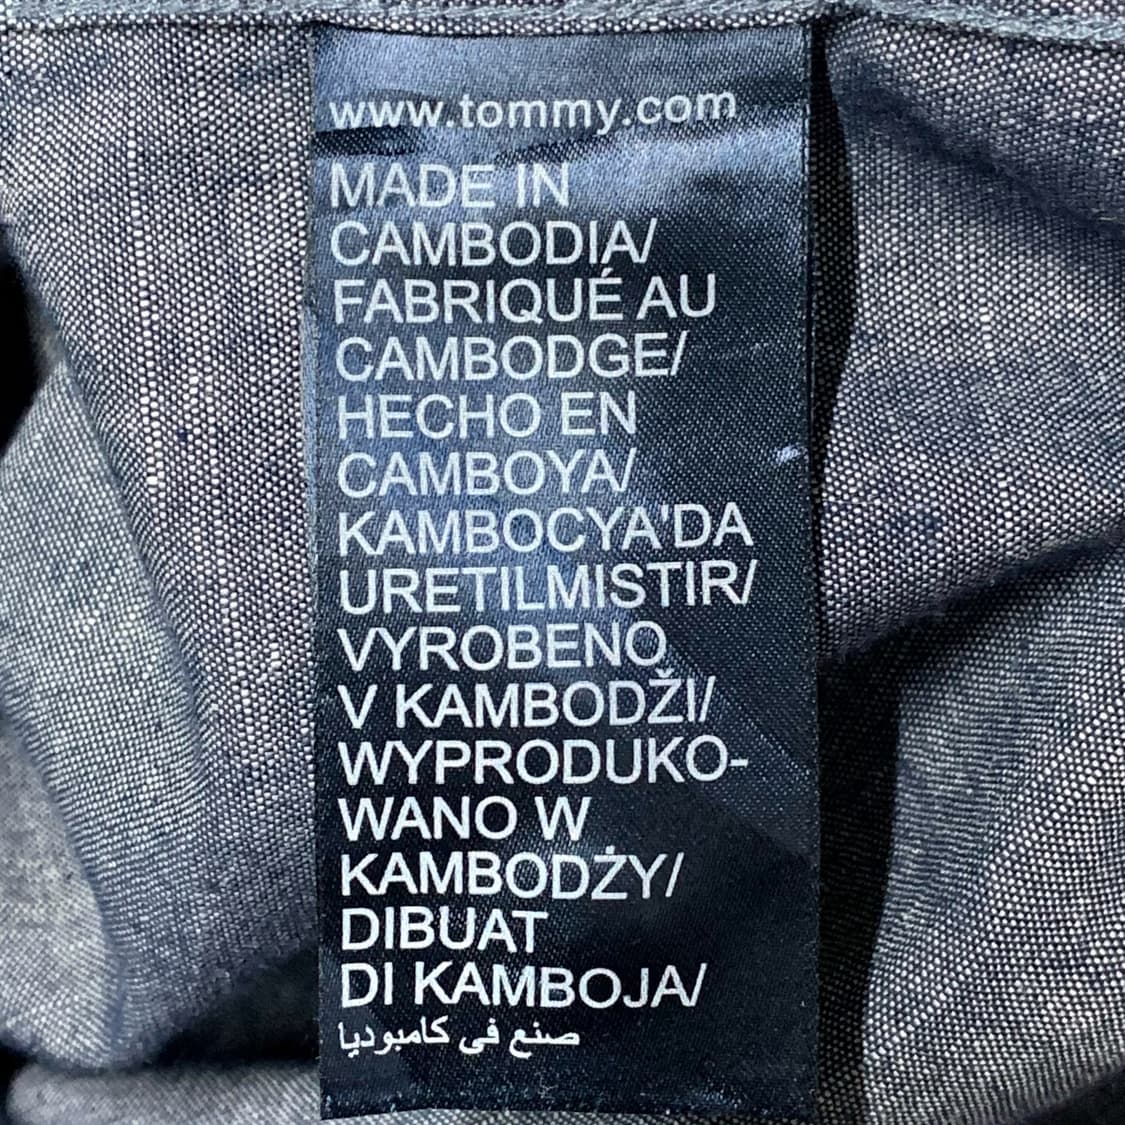 www.tommy.com
MADE IN
CAMBODIA/
FABRIQUÉ AU
CAMBODGE/
HECHO EN
CAMBOYA/
KAMBOCYA'DA
URETILMISTIR/
VYROBENO
V KAMBODŽI/
WYPRODUKO-
WANO W
KAMBODŻY/
DIBUAT
DI KAMBOJA/
صنع في كامبوديا